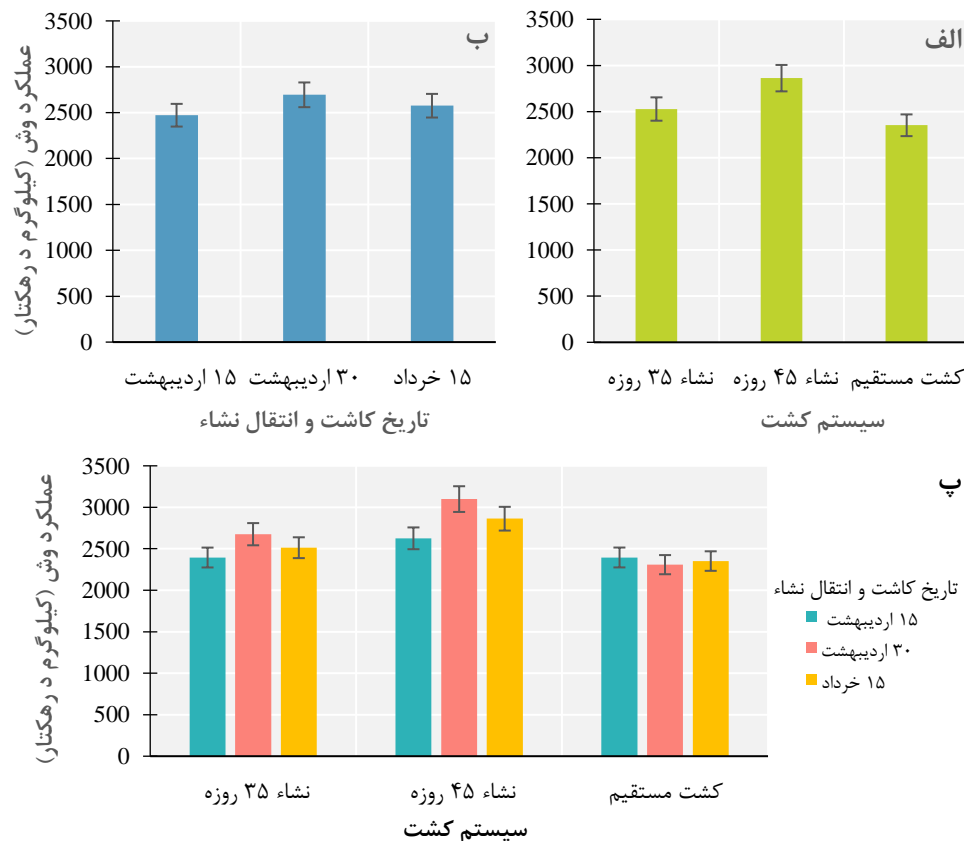 الف
3500
3000
2500
2000
1500
1000
500
0
نشاء ۳۵ روزه
نشاء ۴۵ روزه
کشت مستقیم
سیستم کشت
ب
عملکرد وش (کیلوگرم د رهکتار)
3500
3000
2500
2000
1500
1000
500
0
۱۵ اردیبهشت
۳۰ اردیبهشت
۱۵ خرداد
تاریخ کاشت و انتقال نشاء
پ
عملکرد وش (کیلوگرم د رهکتار)
3500
3000
2500
2000
1500
1000
500
0
نشاء ۳۵ روزه
نشاء ۴۵ روزه
کشت مستقیم
سیستم کشت
تاریخ کاشت و انتقال نشاء
۱۵ اردیبهشت
۳۰ اردیبهشت
۱۵ خرداد